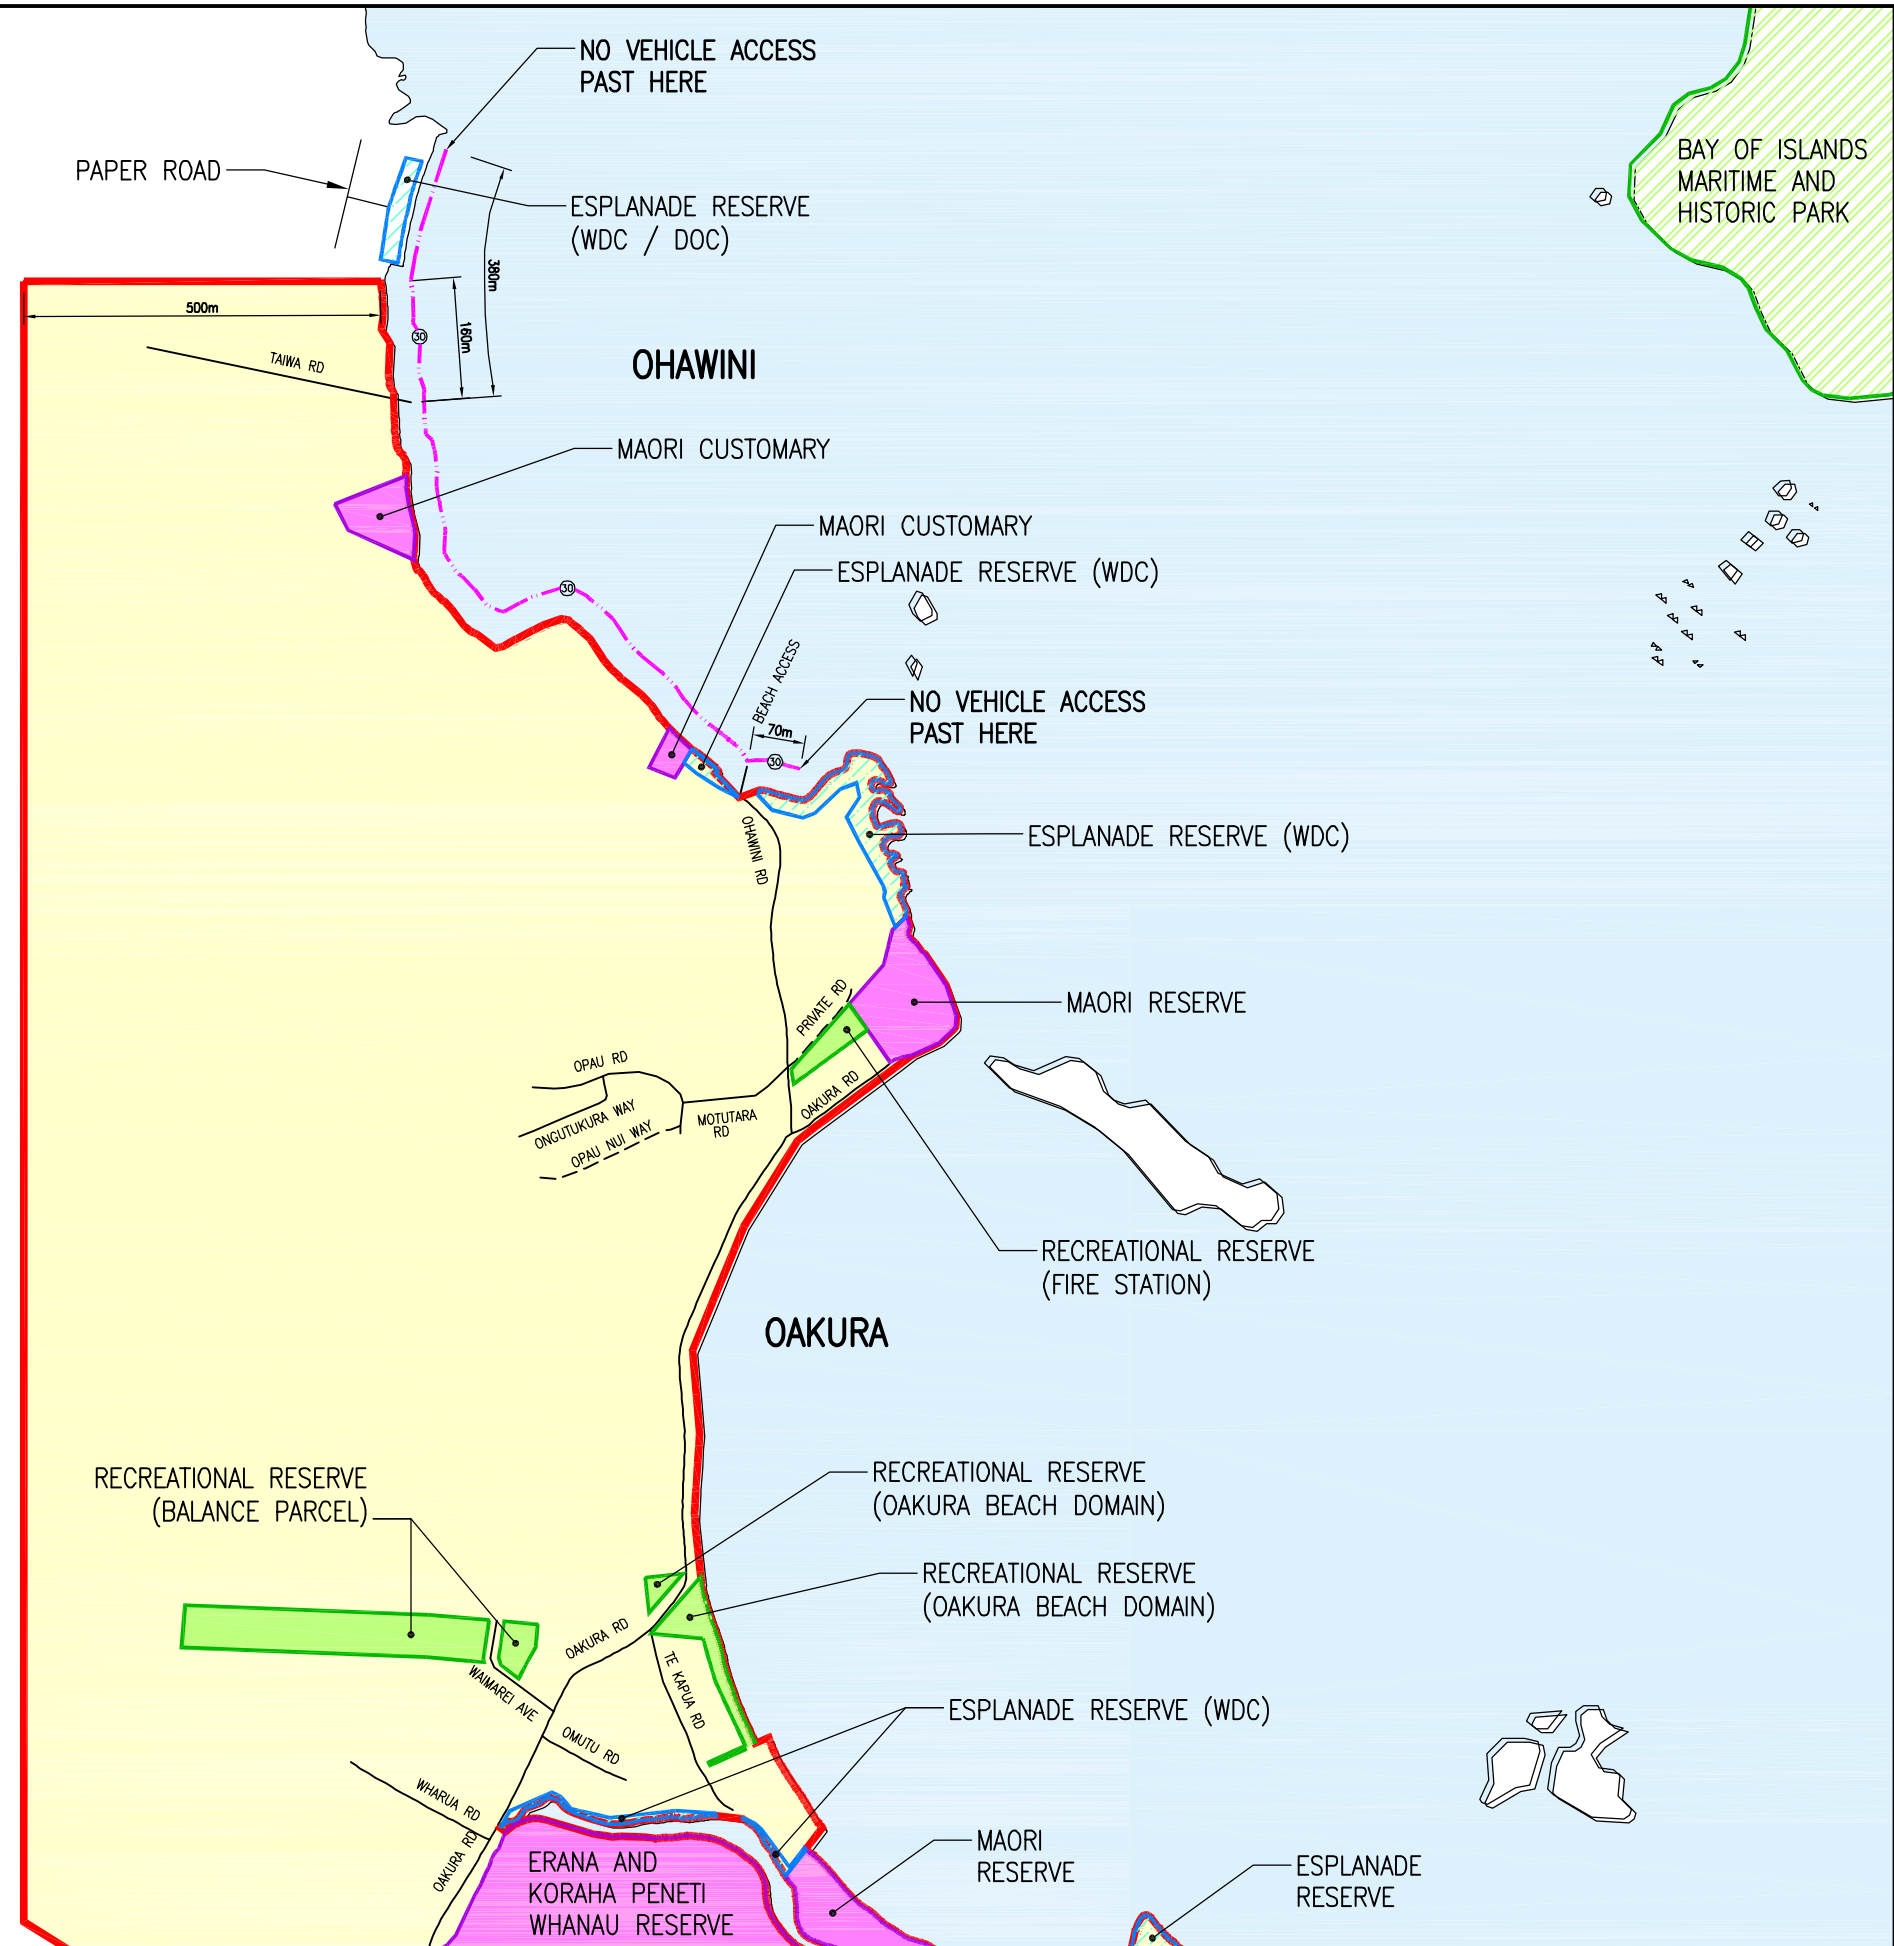 NO VEHICLE ACCESS
PAST HERE
PAPER ROAD
ESPLANADE RESERVE
(WDC / DOC)
BAY OF ISLANDS
MARITIME AND
HISTORIC PARK
380m
500m
160m
30
TAIWA RD
OHAWINI
MAORI CUSTOMARY
MAORI CUSTOMARY
ESPLANADE RESERVE (WDC)
30
BEACH ACCESS
NO VEHICLE ACCESS
PAST HERE
70m
30
OHAWINI RD
ESPLANADE RESERVE (WDC)
PRIVATE RD
MAORI RESERVE
OPAU RD
OAKURA RD
ONGUTUKURA WAY
MOTUTARA
RD
OPAU NUI WAY
RECREATIONAL RESERVE
(FIRE STATION)
OAKURA
RECREATIONAL RESERVE
(BALANCE PARCEL)
RECREATIONAL RESERVE
(OAKURA BEACH DOMAIN)
RECREATIONAL RESERVE
(OAKURA BEACH DOMAIN)
OAKURA RD
WAIMAREI AVE
TE KAPUA RD
ESPLANADE RESERVE (WDC)
OMUTU RD
WHARUA RD
OAKURA RD
ERANA AND
KORAHA PENETI
WHANAU RESERVE
MAORI
RESERVE
ESPLANADE
RESERVE